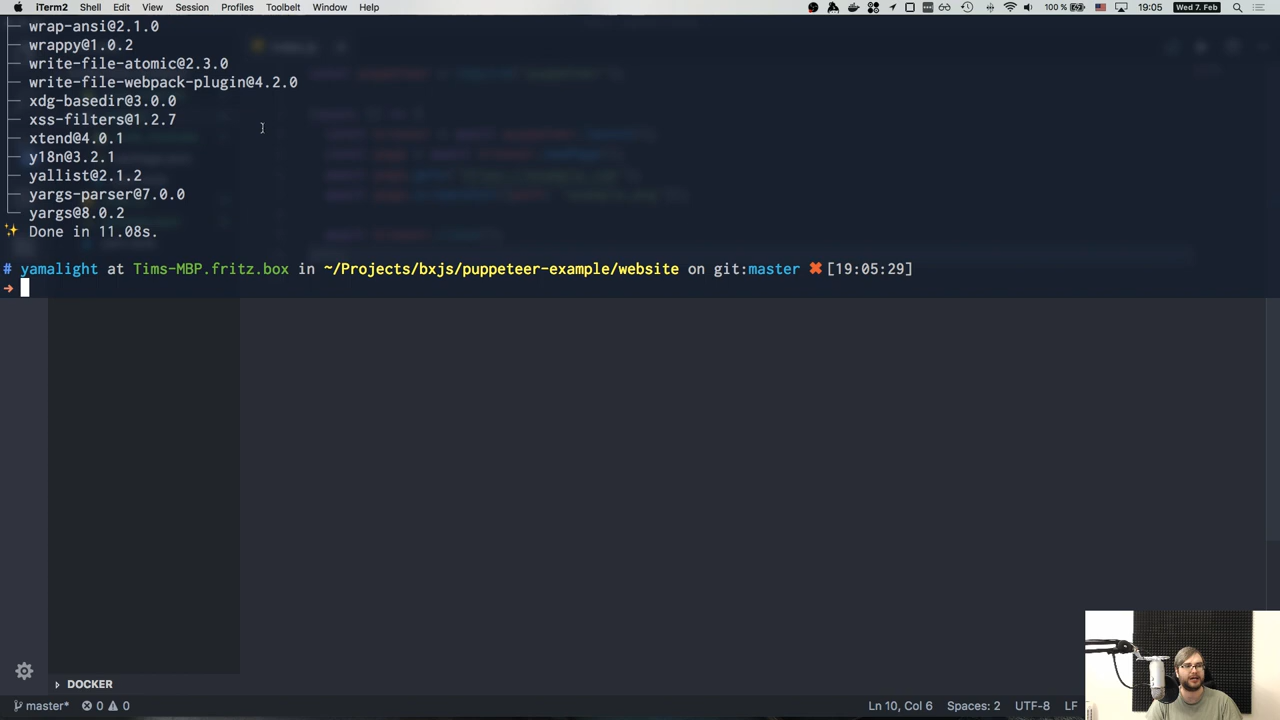 iTerm2 Shell Edit View Session Profiles Toolbelt Window Help 100 % Wed 7. Feb 19:05
wrap-ansi@2.1.0
wrappy@1.0.2
write-file-atomic@2.3.0
write-file-webpack-plugin@4.2.0
xdg-basedir@3.0.0
xss-filters@1.2.7
xtend@4.0.1
y18n@3.2.1
yallist@2.1.2
yargs-parser@7.0.0
yargs@8.0.2
✨ Done in 11.08s.
# yamalight at Tims-MBP.fritz.box in ~/Projects/bxjs/puppeteer-example/website on git:master ✖ [19:05:29]
➜
DOCKER
master* 0 0 Ln 10, Col 6 Spaces: 2 UTF-8 LF